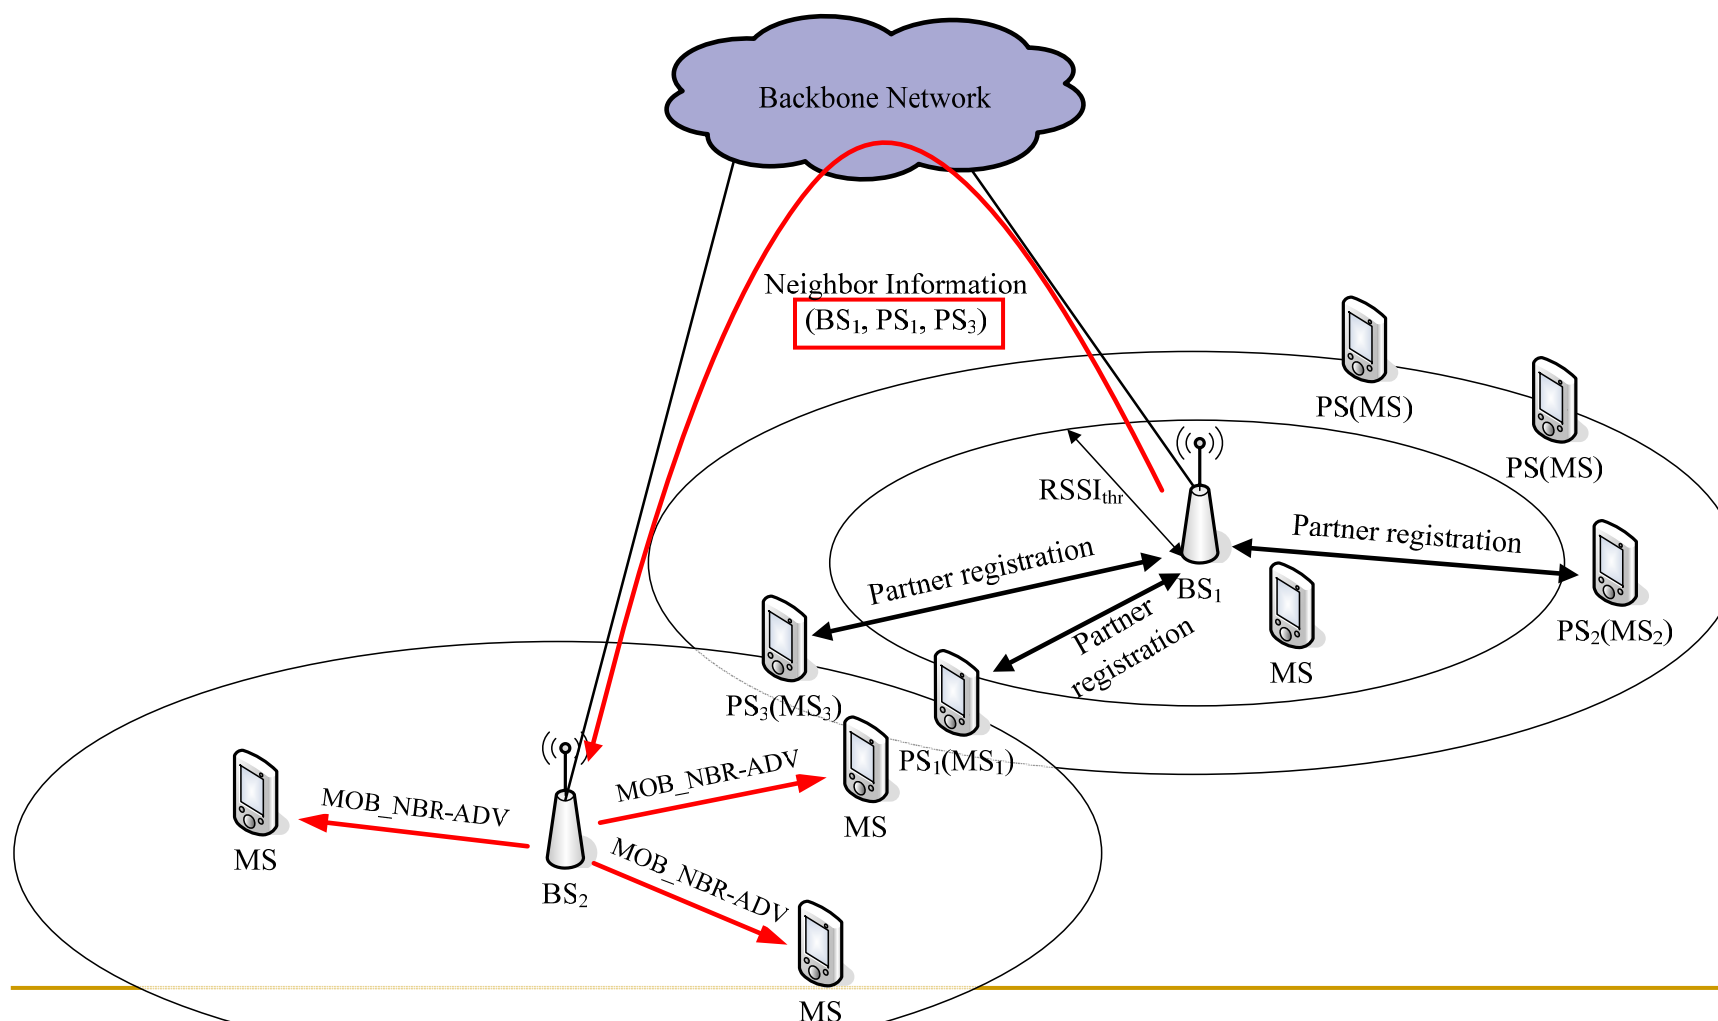 Backbone Network
Neighbor Information
(BS₁, PS₁, PS₃)
PS(MS)
PS(MS)
RSSIₜₕᵣ
Partner registration
Partner registration
BS₁
Partner
registration
PS₂(MS₂)
MS
PS₃(MS₃)
PS₁(MS₁)
MOB_NBR-ADV
MOB_NBR-ADV
MS
MS
MOB_NBR-ADV
BS₂
MS